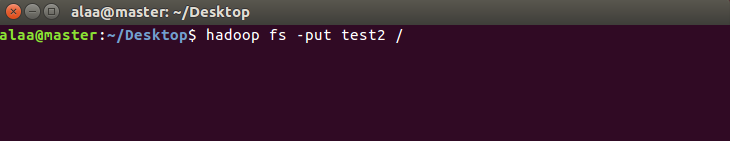 alaa@master: ~/Desktop
alaa@master:~/Desktop$ hadoop fs -put test2 /